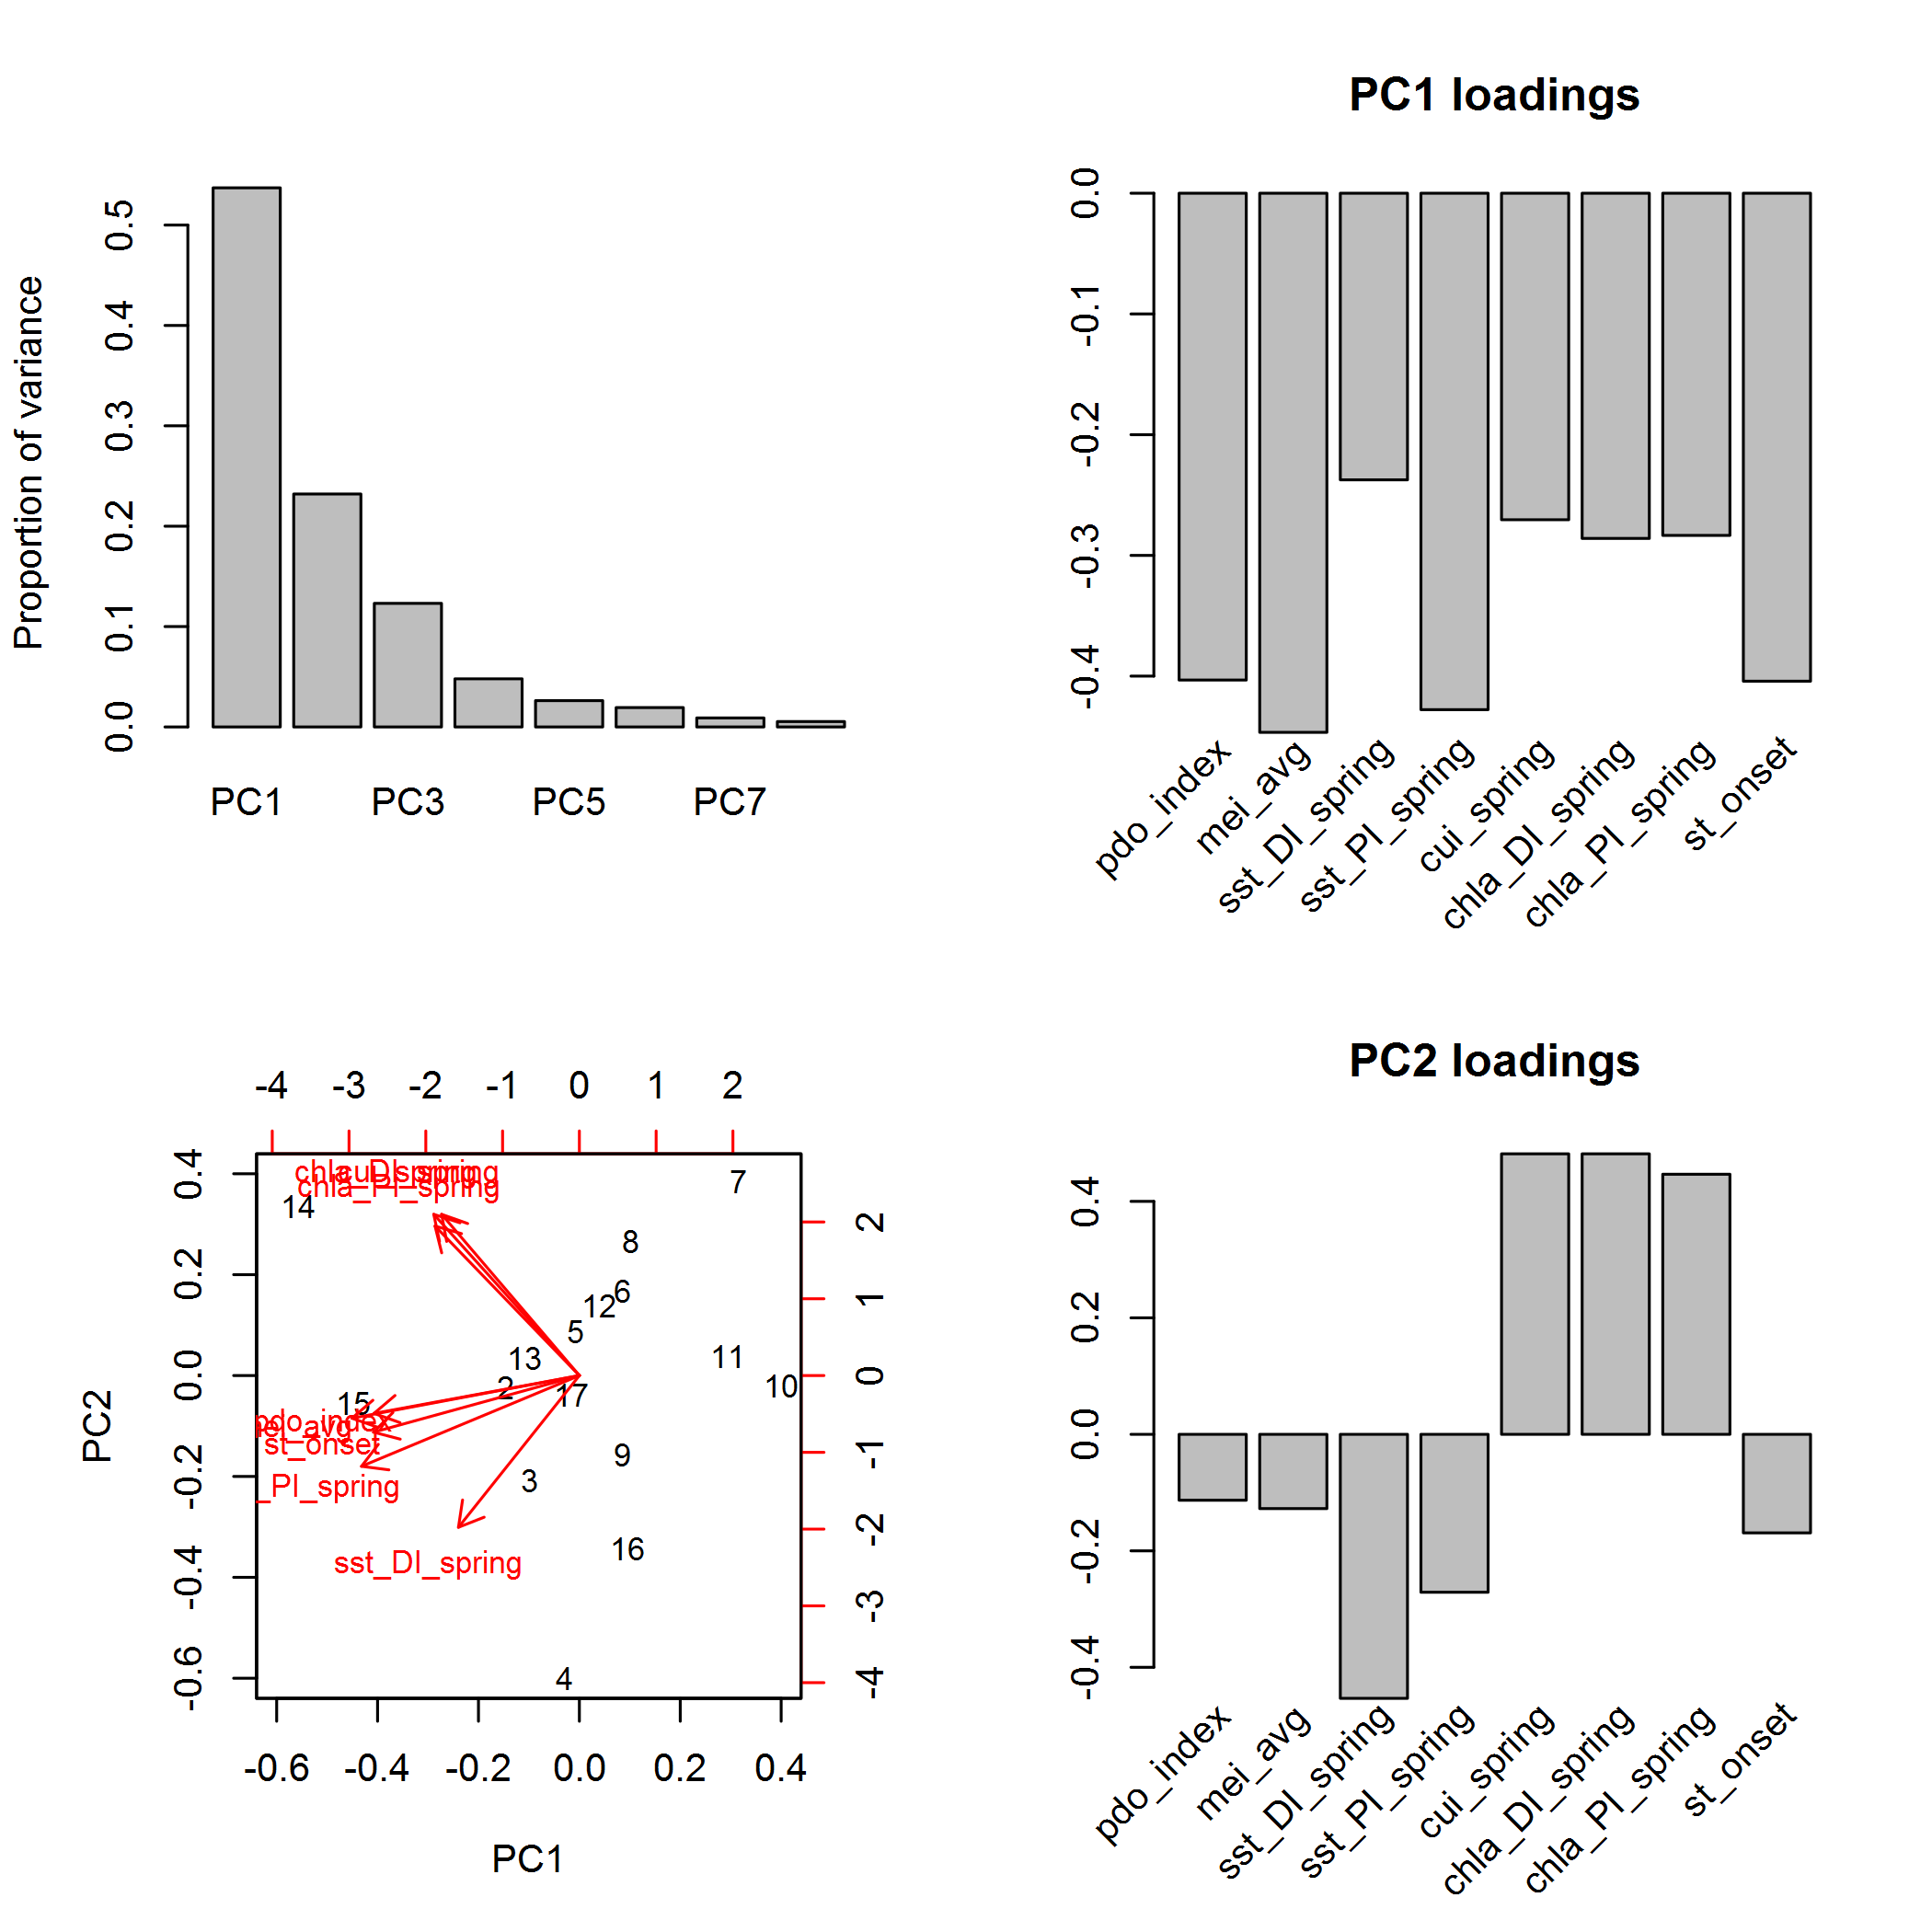 Proportion of variance
0.0 0.1 0.2 0.3 0.4 0.5
PC1 PC3 PC5 PC7
PC1 loadings
0.0
-0.1
-0.2
-0.3
-0.4
pdo_index mei_avg sst_DI_spring sst_PI_spring cui_spring chla_DI_spring chla_PI_spring st_onset
-4 -3 -2 -1 0 1 2
PC2
-0.6 -0.4 -0.2 0.0 0.2 0.4
chla_DI_spring
cui_spring
chla_PI_spring
7
14
8
6
12
5
13
11
2
10
17
15
pdo_index
mei_avg
st_onset
9
_PI_spring
3
16
sst_DI_spring
4
-4 -3 -2 -1 0 1 2
-0.6 -0.4 -0.2 0.0 0.2 0.4
PC1
PC2 loadings
0.4
0.2
0.0
-0.2
-0.4
pdo_index mei_avg sst_DI_spring sst_PI_spring cui_spring chla_DI_spring chla_PI_spring st_onset